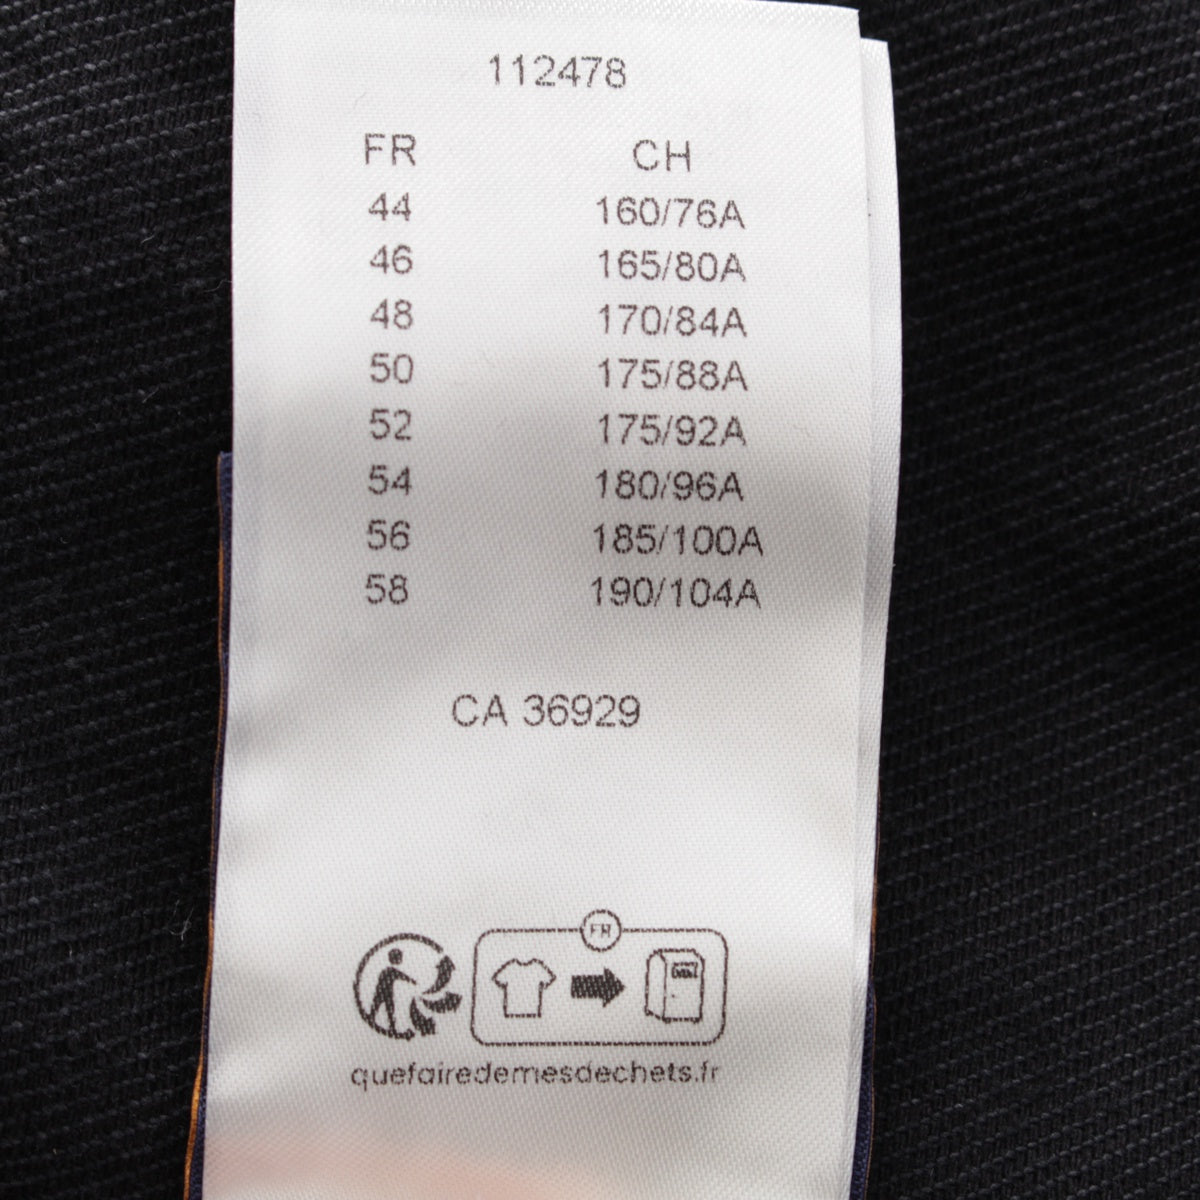 112478
FR CH
44 160/76A
46 165/80A
48 170/84A
50 175/88A
52 175/92A
54 180/96A
56 185/100A
58 190/104A
CA 36929
FR
quefairedemesdechets.fr